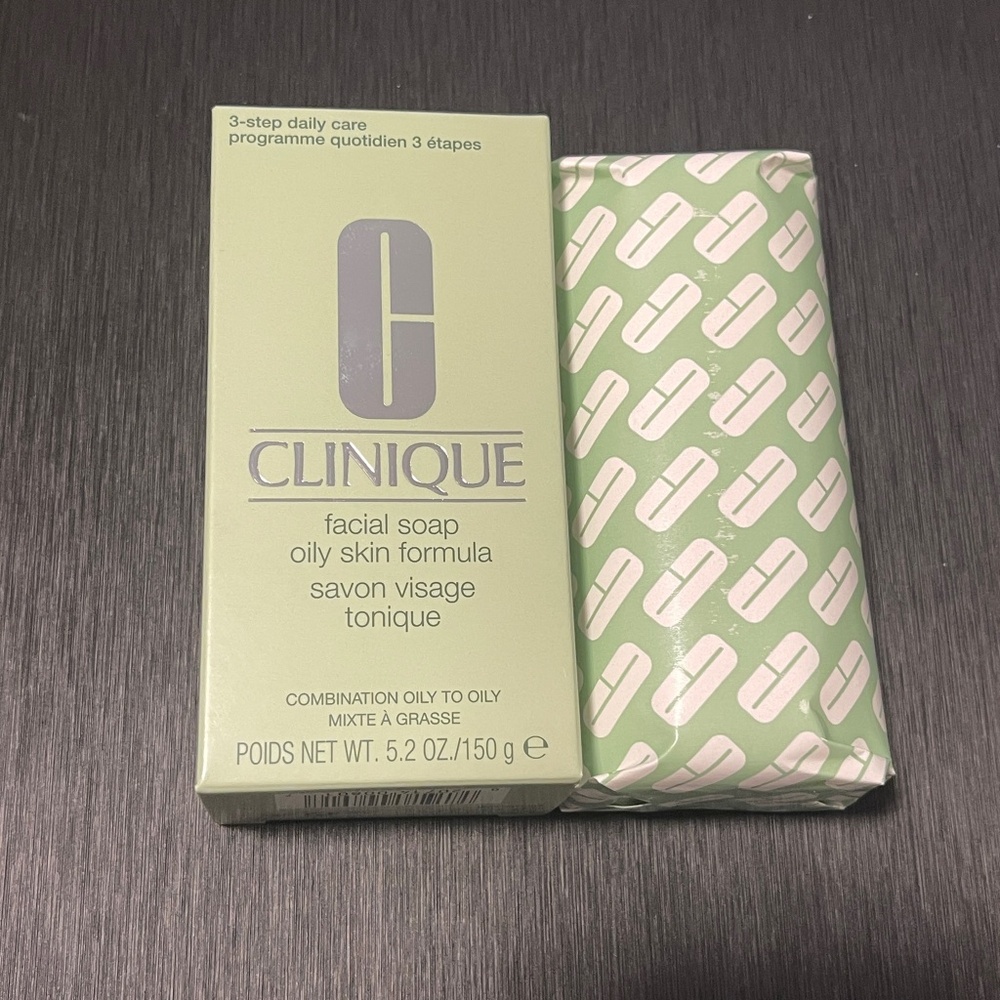 3-step daily care
programme quotidien 3 étapes
CLINIQUE
facial soap
oily skin formula
savon visage
tonique
COMBINATION OILY TO OILY
MIXTE À GRASSE
POIDS NET WT. 5.2 OZ./150 g ℮